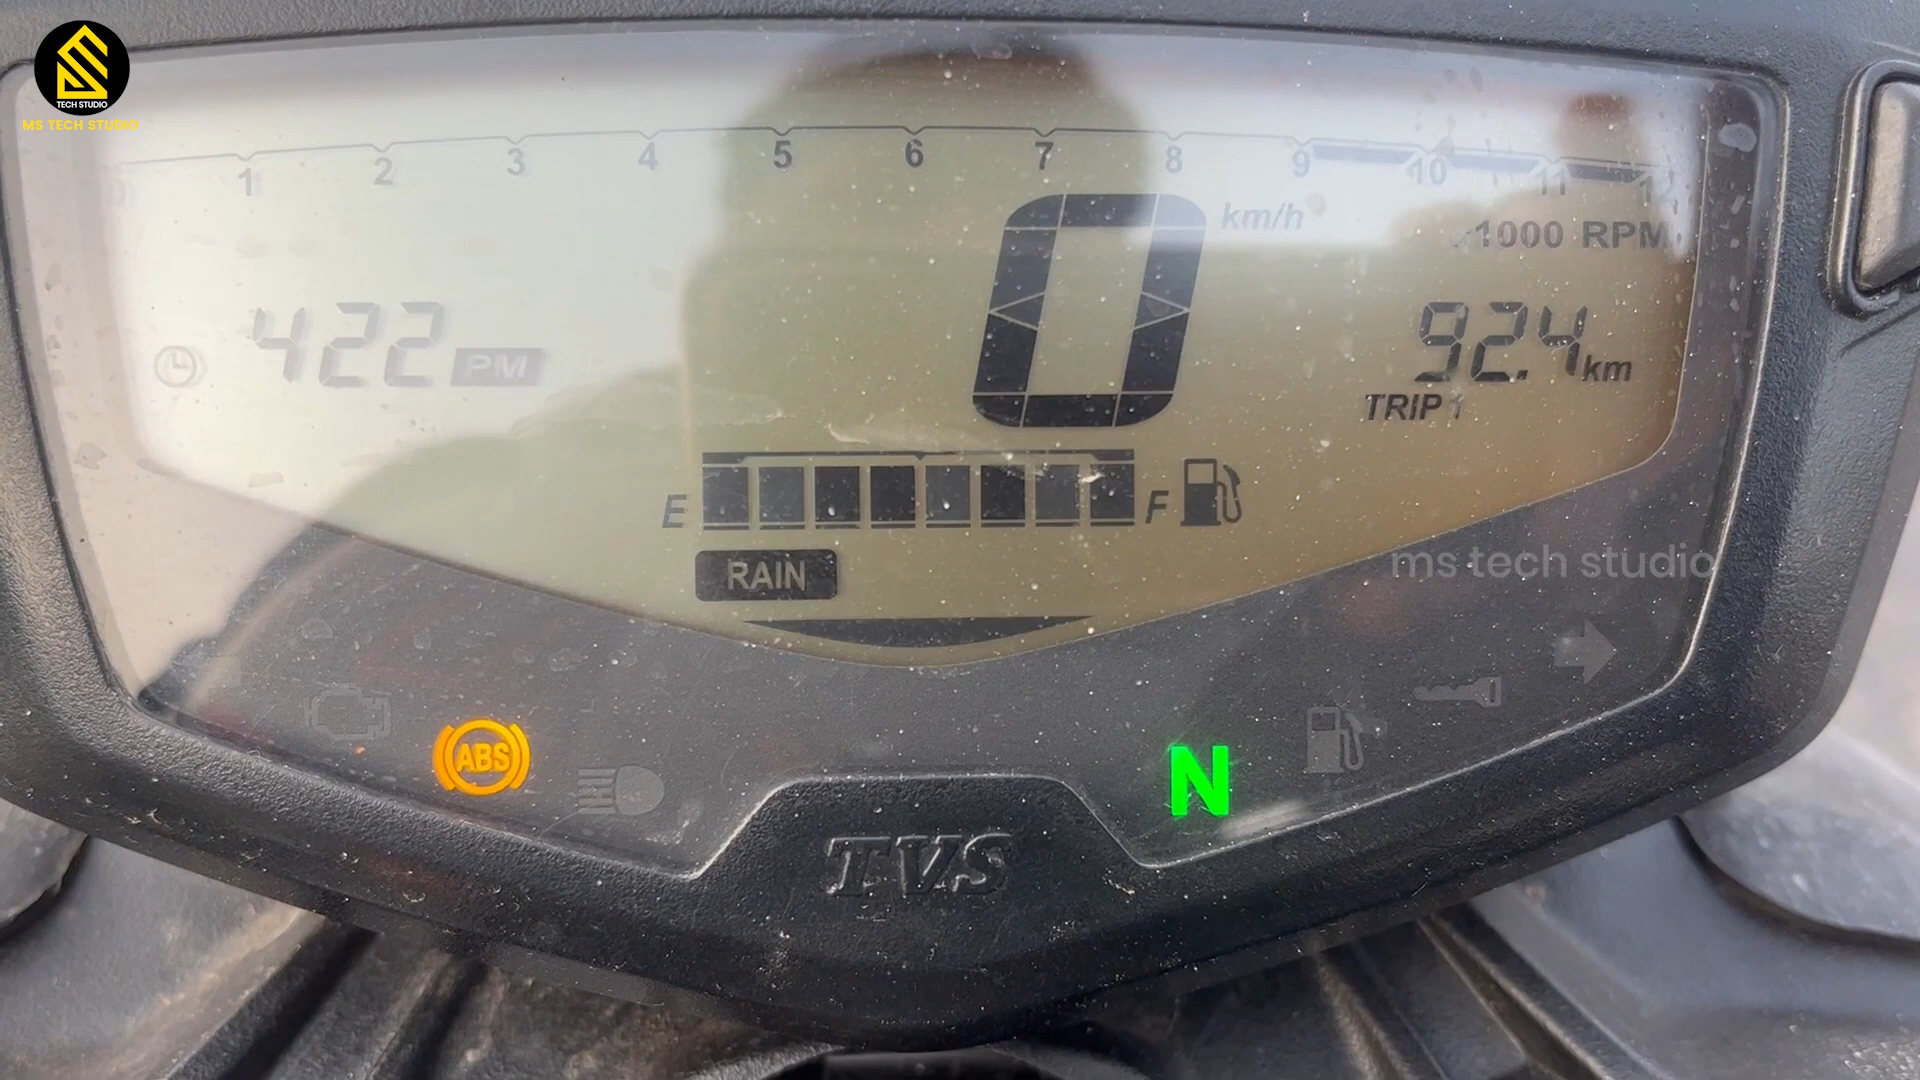 TECH STUDIO
MS TECH STUDIO
1 2 3 4 5 6 7 8 9 10 11 12
km/h
x1000 RPM
422 PM
0
92.4 km
TRIP 1
E F
RAIN
ms tech studio
ABS
N
TVS